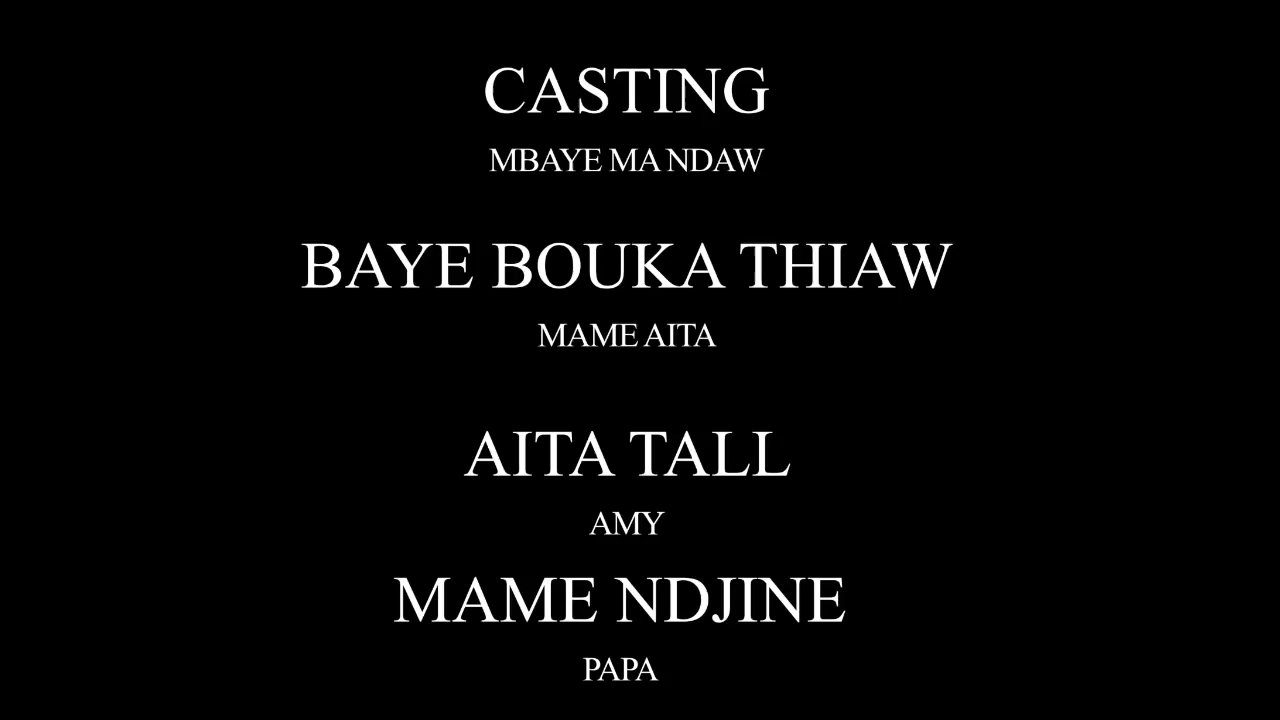 CASTING
MBAYE MA NDAW
BAYE BOUKA THIAW
MAME AITA
AITA TALL
AMY
MAME NDJINE
PAPA